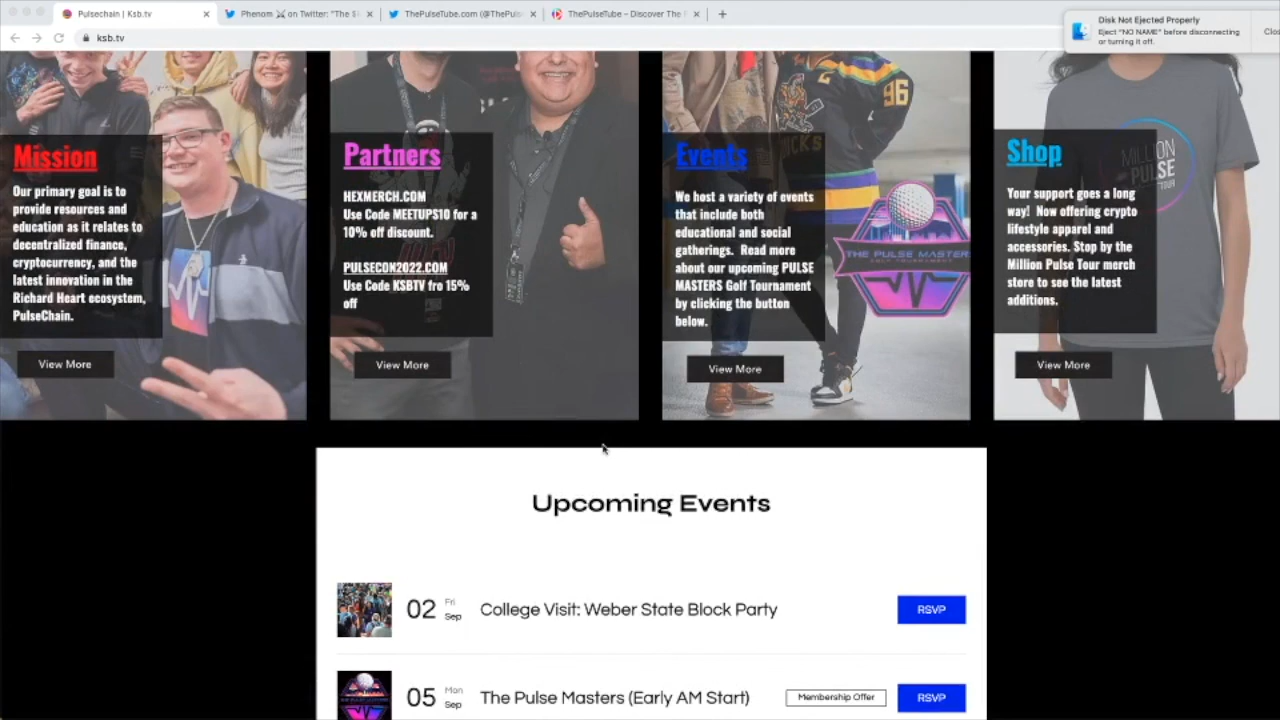 Pulsechain | Ksb.tv
Phenom ⚔ on Twitter: "The $
ThePulseTube.com (@ThePuls
ThePulseTube – Discover The
ksb.tv
Disk Not Ejected Properly
Eject "NO NAME" before disconnecting
or turning it off.
Clos
Mission
Our primary goal is to
provide resources and
education as it relates to
decentralized finance,
cryptocurrency, and the
latest innovation in the
Richard Heart ecosystem,
PulseChain.
View More
Partners
HEXMERCH.COM
Use Code MEETUPS10 for a
10% off discount.
PULSECON2022.COM
Use Code KSBTV fro 15%
off
View More
96
Events
We host a variety of events
that include both
educational and social
gatherings. Read more
about our upcoming PULSE
MASTERS Golf Tournament
by clicking the button
below.
THE PULSE MASTERS
View More
MILLION
PULSE
TOUR
Shop
Your support goes a long
way! Now offering crypto
lifestyle apparel and
accessories. Stop by the
Million Pulse Tour merch
store to see the latest
additions.
View More
Upcoming Events
02
Fri
Sep
College Visit: Weber State Block Party
RSVP
05
Mon
Sep
The Pulse Masters (Early AM Start)
Membership Offer
RSVP